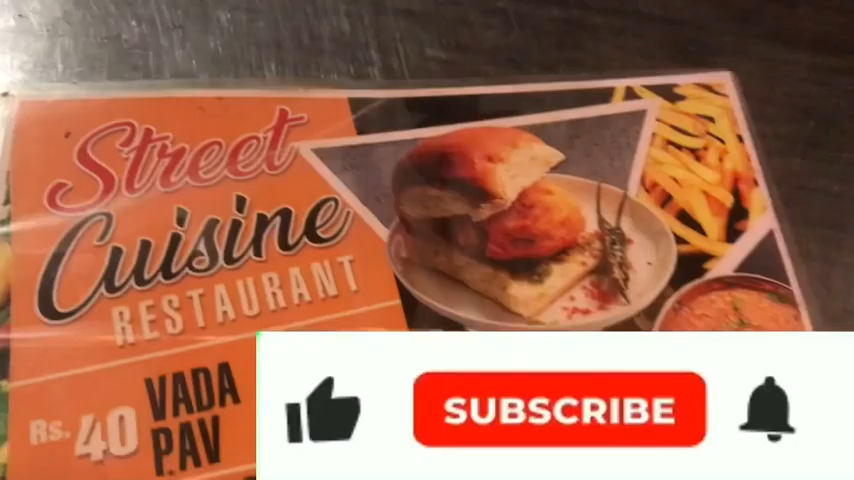 Street
Cuisine
RESTAURANT
Rs. 40 VADA
PAV
SUBSCRIBE